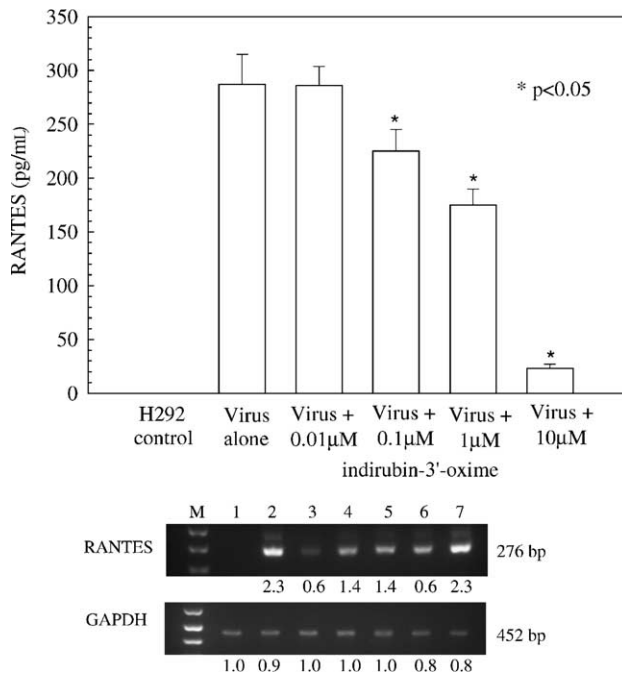 350
300
250
200
150
100
50
0
RANTES (pg/mL)
* p<0.05
*
*
*
H292 control
Virus alone
Virus + 0.01µM
Virus + 0.1µM
Virus + 1µM
Virus + 10µM
indirubin-3'-oxime
M 1 2 3 4 5 6 7
RANTES 276 bp
2.3 0.6 1.4 1.4 0.6 2.3
GAPDH 452 bp
1.0 0.9 1.0 1.0 1.0 0.8 0.8